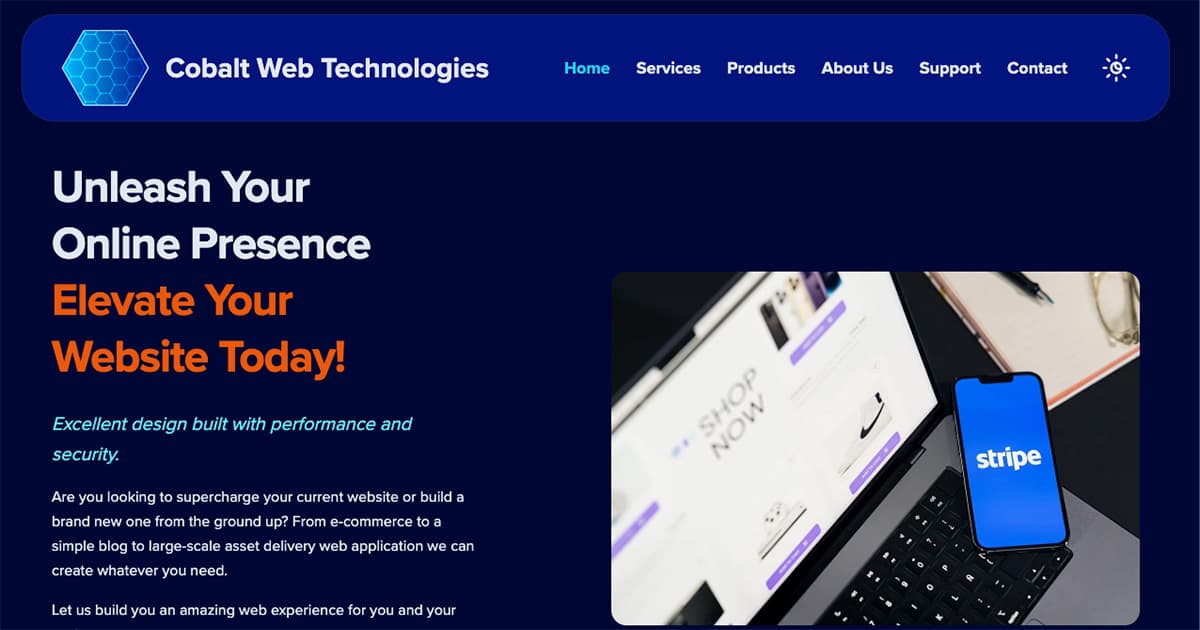 Cobalt Web Technologies
Home Services Products About Us Support Contact
Unleash Your
Online Presence
Elevate Your
Website Today!
Excellent design built with performance and
security.
Are you looking to supercharge your current website or build a
brand new one from the ground up? From e-commerce to a
simple blog to large-scale asset delivery web application we can
create whatever you need.
Let us build you an amazing web experience for you and your
SHOP
NOW
stripe